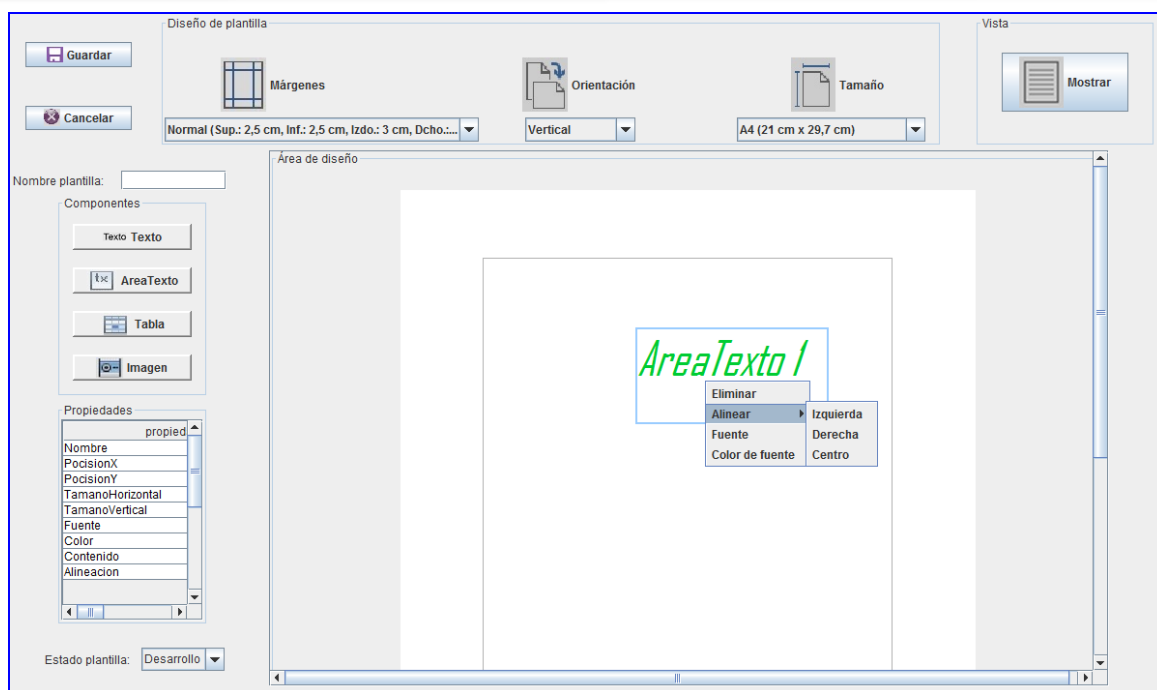 Diseño de plantilla
Vista
Guardar
Cancelar
Márgenes
Orientación
Tamaño
Mostrar
Normal (Sup.: 2,5 cm, Inf.: 2,5 cm, Izdo.: 3 cm, Dcho.:...
Vertical
A4 (21 cm x 29,7 cm)
Nombre plantilla:
Componentes
Texto Texto
tx AreaTexto
Tabla
Imagen
Propiedades
propied
Nombre
PocisionX
PocisionY
TamanoHorizontal
TamanoVertical
Fuente
Color
Contenido
Alineacion
Estado plantilla: Desarrollo
Área de diseño
AreaTexto 1
Eliminar
Alinear
Fuente
Color de fuente
Izquierda
Derecha
Centro